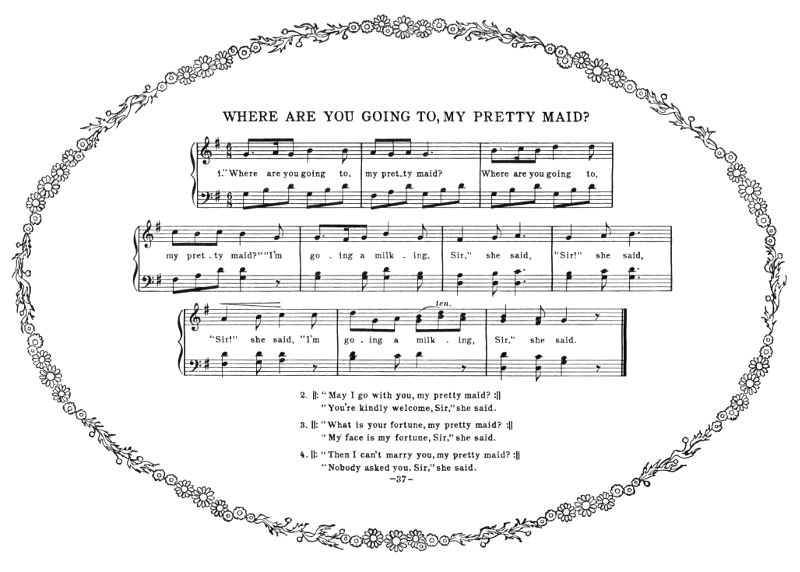 WHERE ARE YOU GOING TO, MY PRETTY MAID?
1. "Where are you going to, my pret-ty maid? Where are you going to,
my pret-ty maid?" "I'm go-ing a milk-ing, Sir," she said, "Sir!" she said,
"Sir!" she said, "I'm go-ing a milk-ing, Sir," she said.
ten.
2. 𝄆 "May I go with you, my pretty maid? 𝄇
"You're kindly welcome, Sir," she said.
3. 𝄆 "What is your fortune, my pretty maid? 𝄇
"My face is my fortune, Sir," she said.
4. 𝄆 "Then I can't marry you, my pretty maid? 𝄇
"Nobody asked you, Sir," she said.
-37-